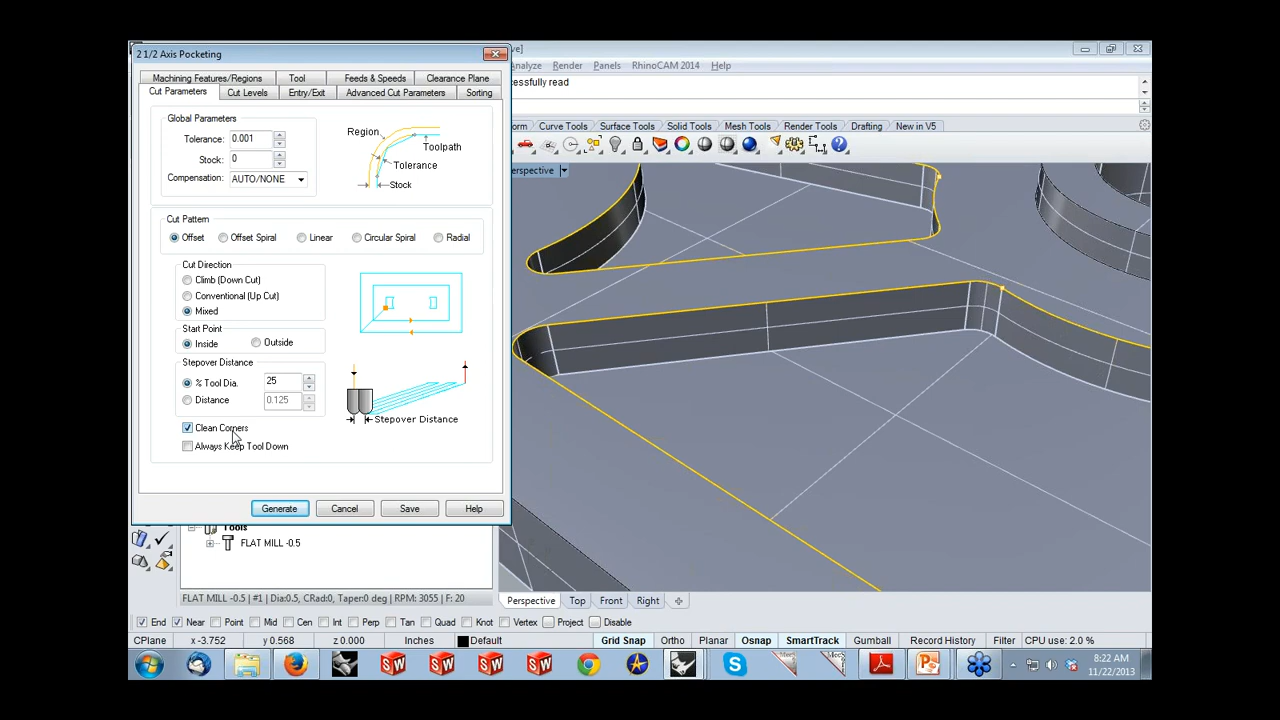 2 1/2 Axis Pocketing
Machining Features/Regions Tool Feeds & Speeds Clearance Plane
Cut Parameters Cut Levels Entry/Exit Advanced Cut Parameters Sorting
Global Parameters
Tolerance: 0.001
Stock: 0
Compensation: AUTO/NONE
Region
Toolpath
Tolerance
Stock
Cut Pattern
Offset Offset Spiral Linear Circular Spiral Radial
Cut Direction
Climb (Down Cut)
Conventional (Up Cut)
Mixed
Start Point
Inside Outside
Stepover Distance
% Tool Dia. 25
Distance 0.125
Stepover Distance
Clean Corners
Always Keep Tool Down
Generate Cancel Save Help
Analyze Render Panels RhinoCAM 2014 Help
Curve Tools Surface Tools Solid Tools Mesh Tools Render Tools Drafting New in V5
Tools
FLAT MILL -0.5
FLAT MILL -0.5 | #1 | Dia:0.5, CRad:0, Taper:0 deg | RPM: 3055 | F: 20
Perspective Top Front Right
End Near Point Mid Cen Int Perp Tan Quad Knot Vertex Project Disable
CPlane x -3.752 y 0.568 z 0.000 Inches Default Grid Snap Ortho Planar Osnap SmartTrack Gumball Record History Filter CPU use: 2.0 %
8:22 AM
11/22/2013